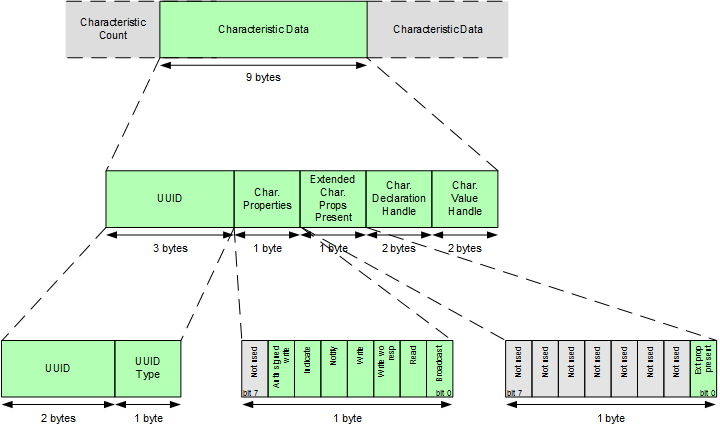 Characteristic
Count
Characteristic Data
Characteristic Data
9 bytes
UUID
Char.
Properties
Extended
Char.
Props
Present
Char.
Declaration
Handle
Char.
Value
Handle
3 bytes
1 byte
1 byte
2 bytes
2 bytes
UUID
UUID
Type
2 bytes
1 byte
Not used
Auth signed
write
Indicate
Notify
Write
Write wo
resp
Read
Broadcast
bit 7
bit 0
1 byte
Not used
Not used
Not used
Not used
Not used
Not used
Not used
Ext prop
present
bit 7
bit 0
1 byte